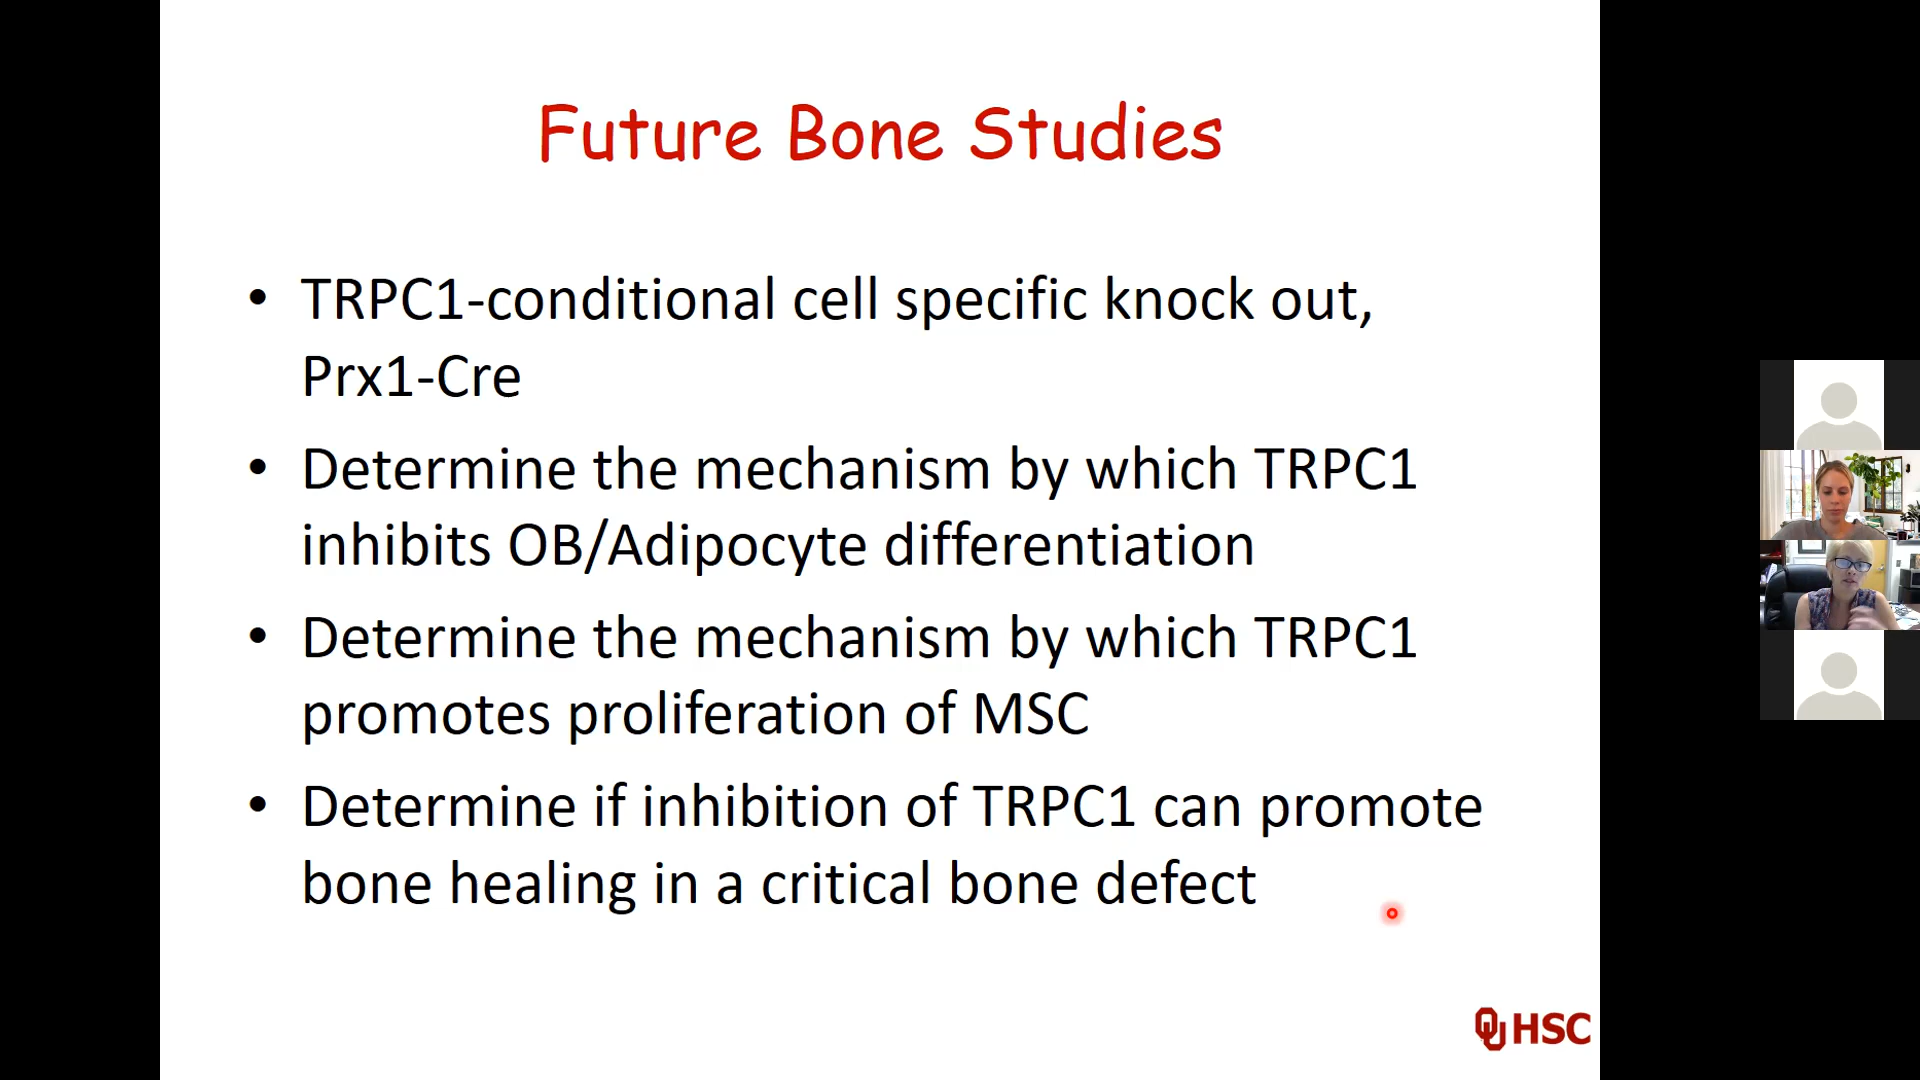 Future Bone Studies
• TRPC1-conditional cell specific knock out,
Prx1-Cre
• Determine the mechanism by which TRPC1
inhibits OB/Adipocyte differentiation
• Determine the mechanism by which TRPC1
promotes proliferation of MSC
• Determine if inhibition of TRPC1 can promote
bone healing in a critical bone defect
OU HSC